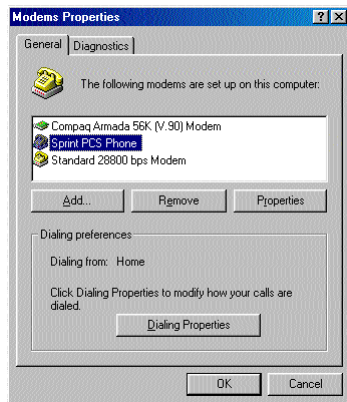 Modems Properties
General Diagnostics
The following modems are set up on this computer:
Compaq Armada 56K (V.90) Modem
Sprint PCS Phone
Standard 28800 bps Modem
Add... Remove Properties
Dialing preferences
Dialing from: Home
Click Dialing Properties to modify how your calls are
dialed.
Dialing Properties
OK Cancel